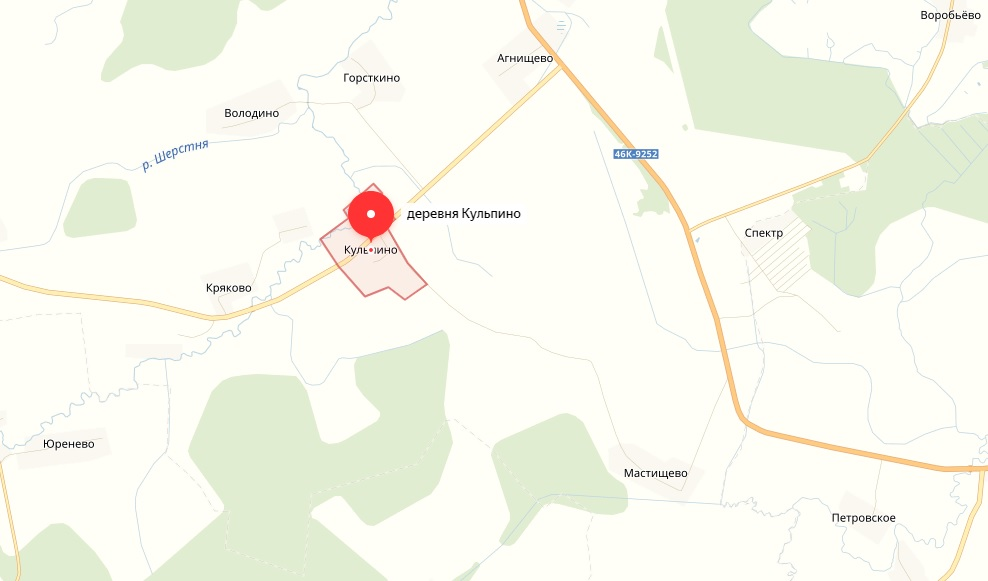 Воробьёво
Агнищево
Горсткино
Володино
р. Шерстня
46К-9252
деревня Кульпино
Спектр
Кульпино
Кряково
Юренево
Мастищево
Петровское